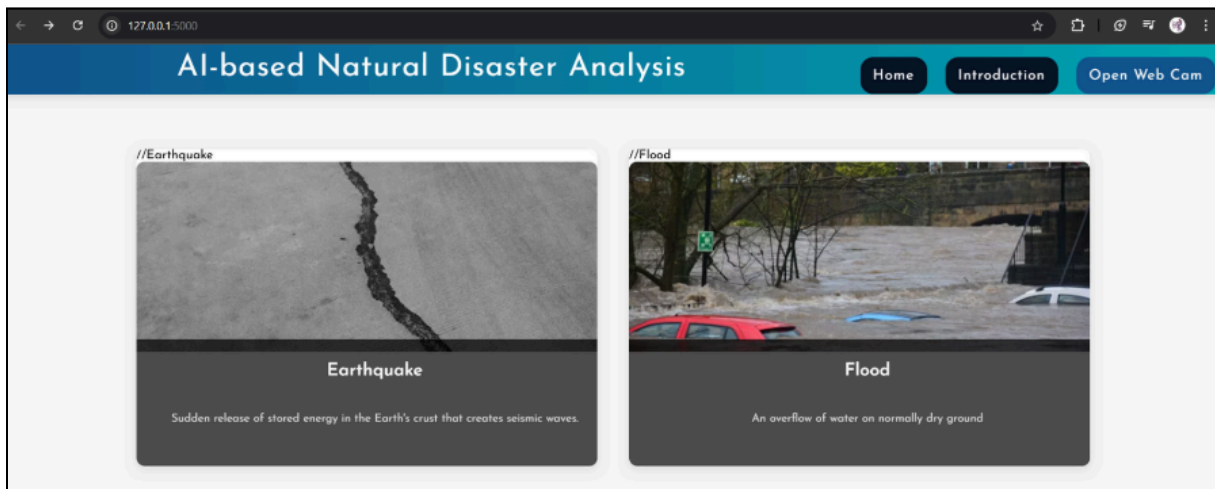 127.0.0.1:5000
AI-based Natural Disaster Analysis
Home
Introduction
Open Web Cam
//Earthquake
Earthquake
Sudden release of stored energy in the Earth's crust that creates seismic waves.
//Flood
Flood
An overflow of water on normally dry ground